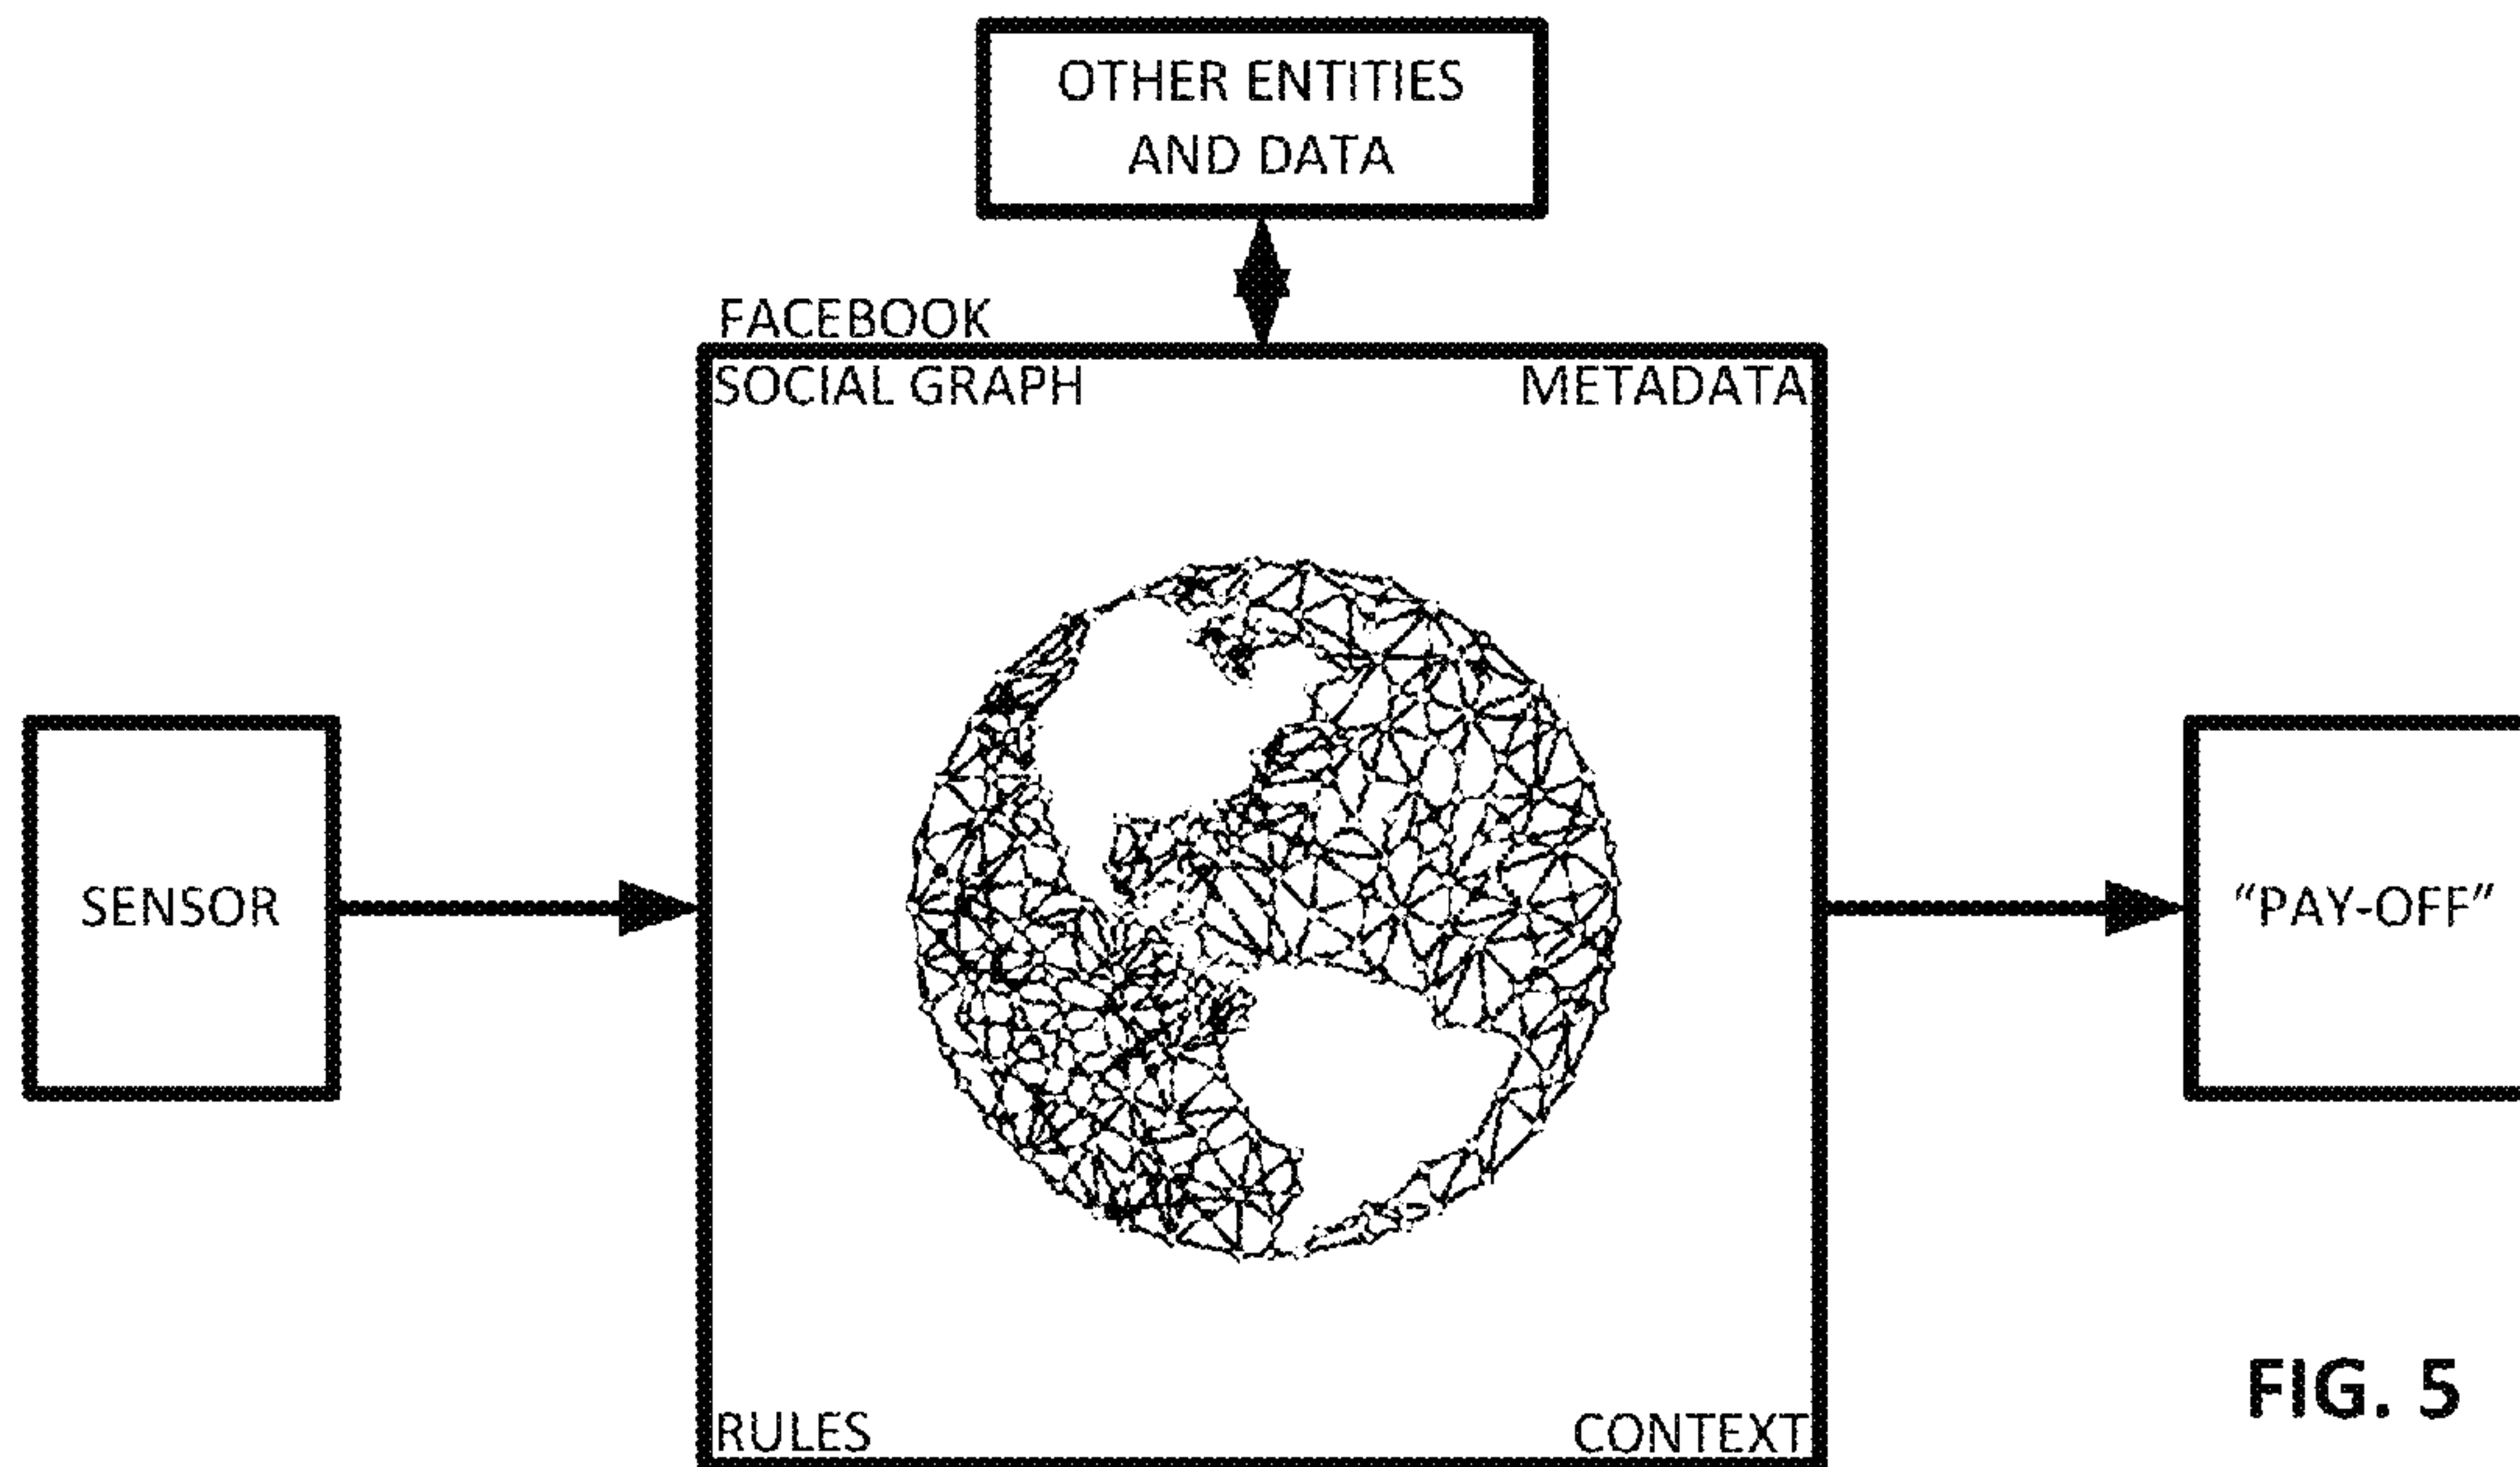 OTHER ENTITIES
AND DATA
FACEBOOK
SOCIAL GRAPH
METADATA
SENSOR
“PAY-OFF”
RULES
CONTEXT
FIG. 5